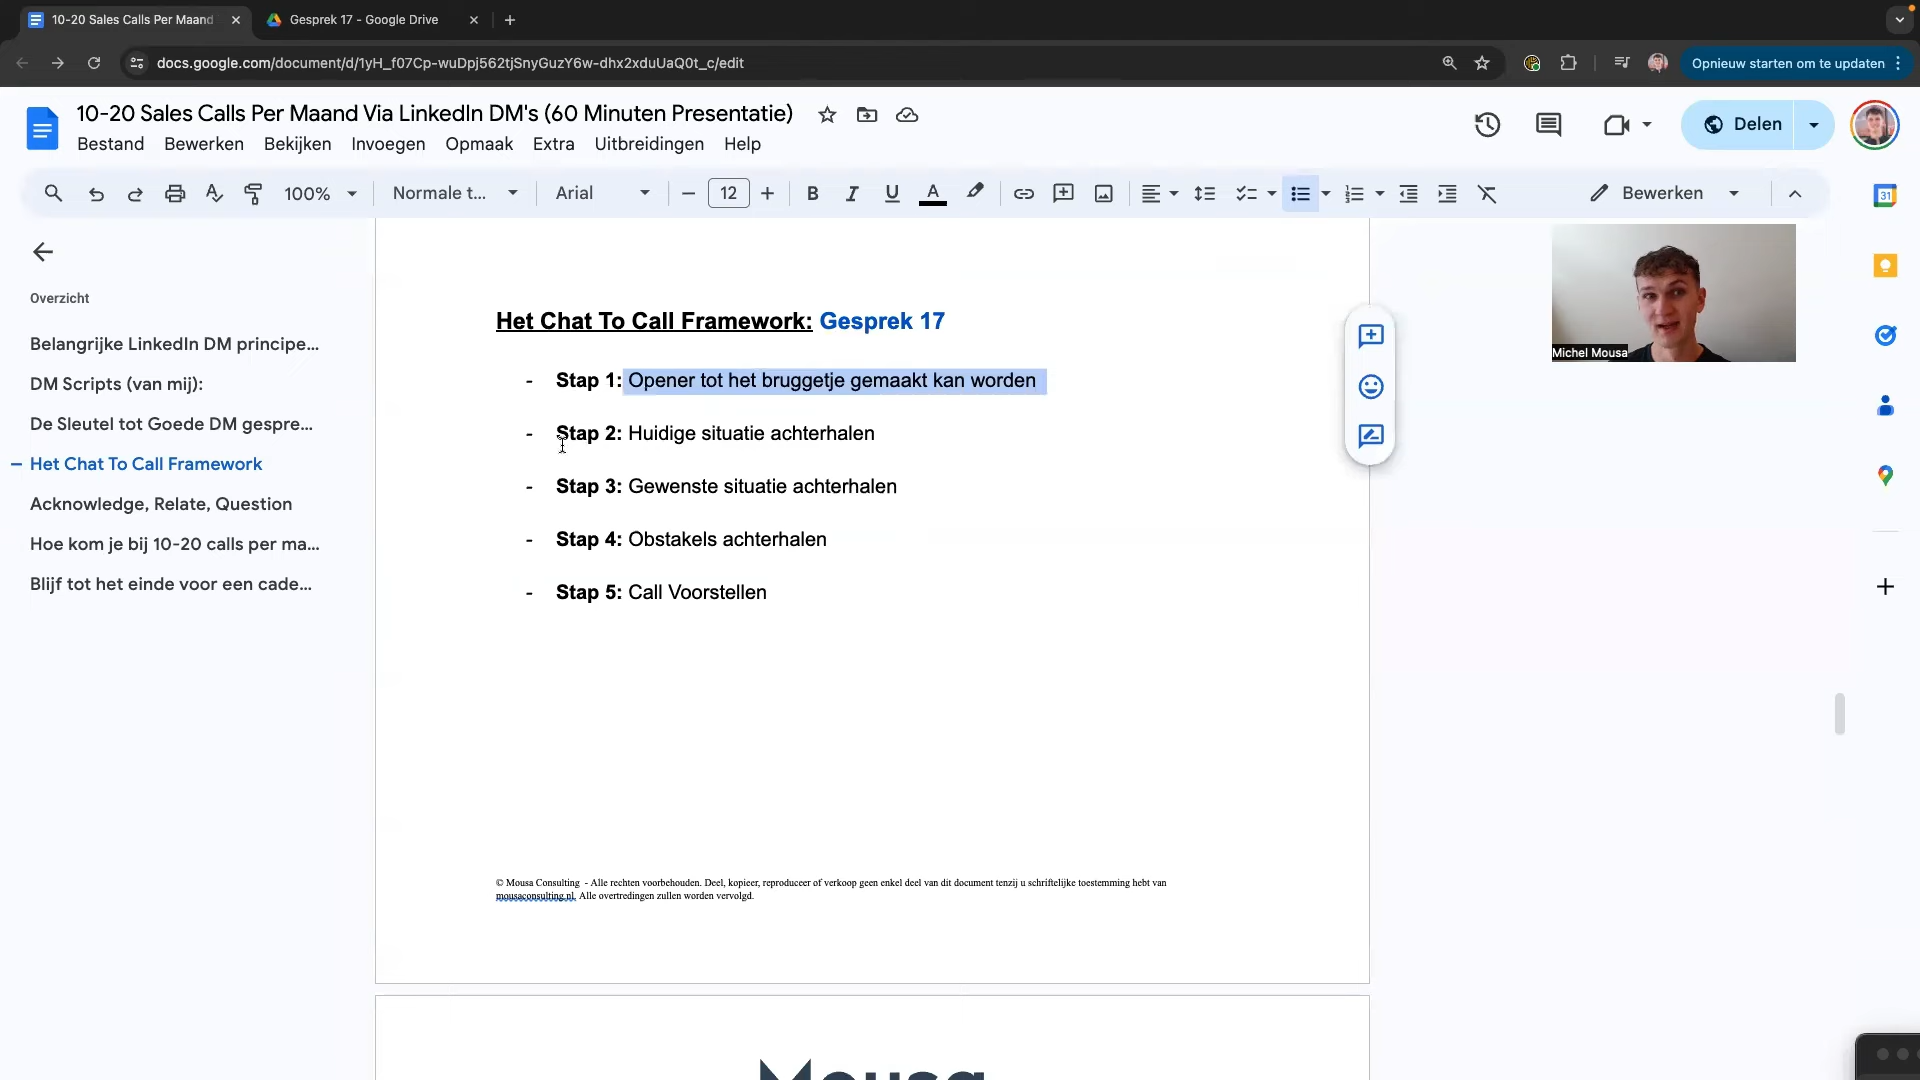 10-20 Sales Calls Per Maand
Gesprek 17 - Google Drive
docs.google.com/document/d/1yH_f07Cp-wuDpj562tjSnyGuzY6w-dhx2xduUaQ0t_c/edit
Opnieuw starten om te updaten
10-20 Sales Calls Per Maand Via LinkedIn DM's (60 Minuten Presentatie)
Delen
Bestand Bewerken Bekijken Invoegen Opmaak Extra Uitbreidingen Help
100% Normale t... Arial 12 B I U A Bewerken
31
Overzicht
Belangrijke LinkedIn DM principe...
DM Scripts (van mij):
De Sleutel tot Goede DM gespre...
Het Chat To Call Framework
Acknowledge, Relate, Question
Hoe kom je bij 10-20 calls per ma...
Blijf tot het einde voor een cade...
Het Chat To Call Framework: Gesprek 17
- Stap 1: Opener tot het bruggetje gemaakt kan worden
- Stap 2: Huidige situatie achterhalen
- Stap 3: Gewenste situatie achterhalen
- Stap 4: Obstakels achterhalen
- Stap 5: Call Voorstellen
Michel Mousa
© Mousa Consulting - Alle rechten voorbehouden. Deel, kopieer, reproduceer of verkoop geen enkel deel van dit document tenzij u schriftelijke toestemming hebt van
mousaconsulting.nl. Alle overtredingen zullen worden vervolgd.
Mousa